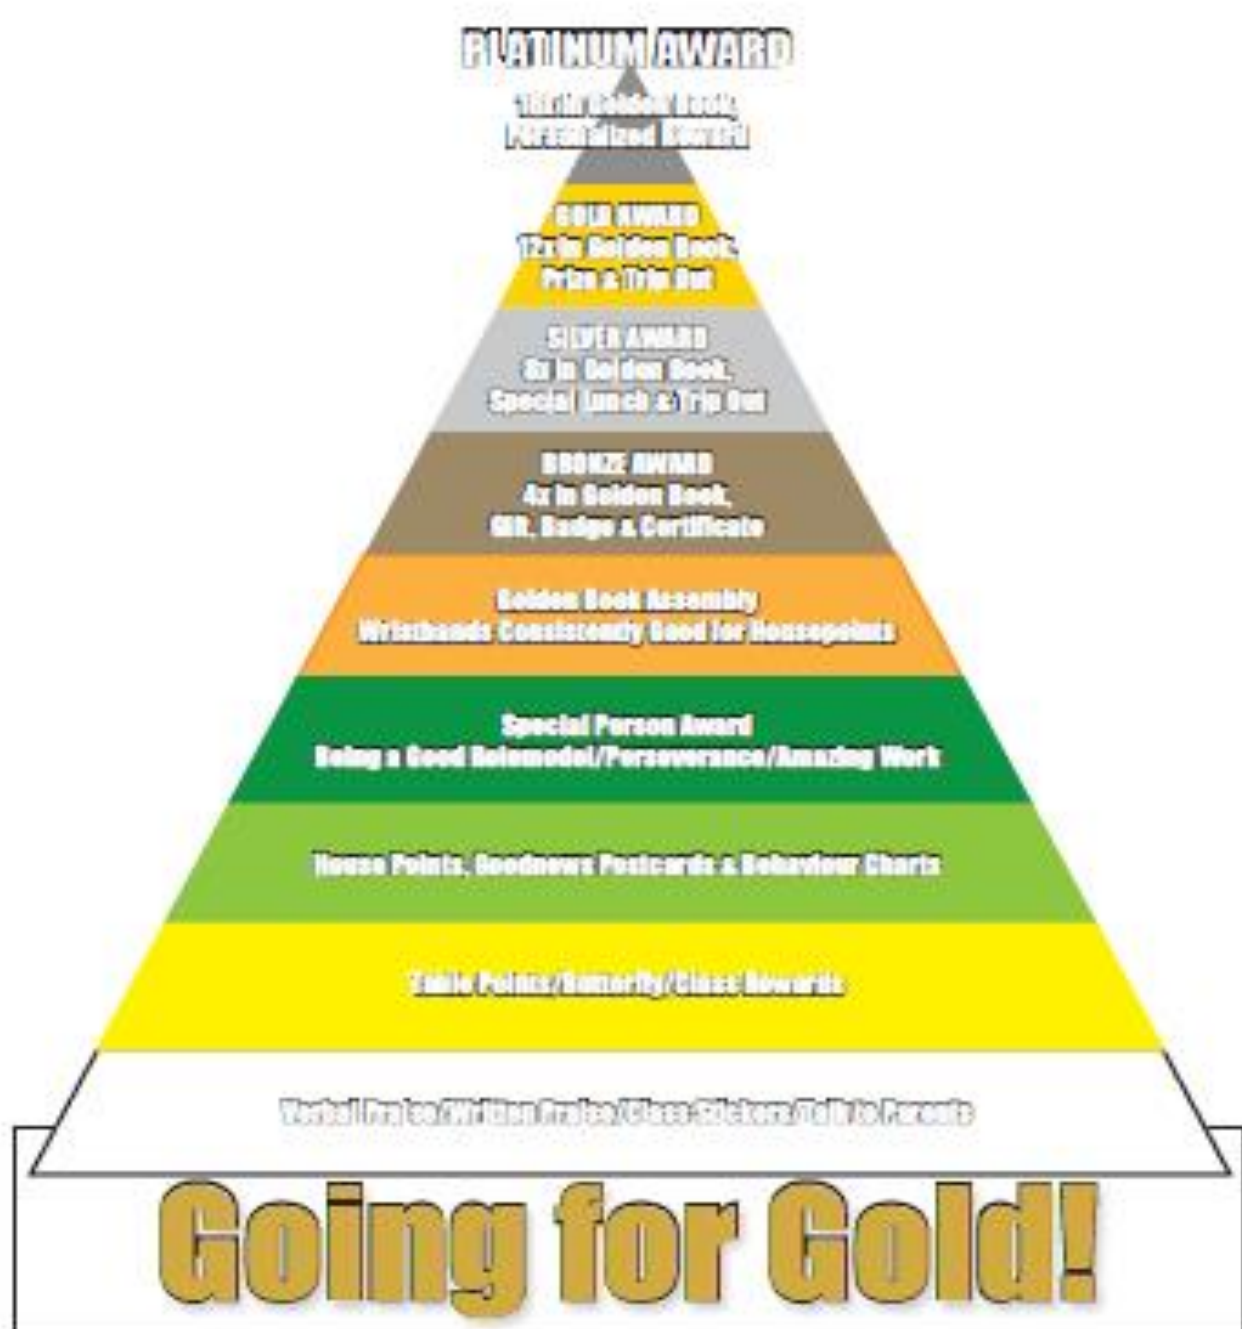 PLATINUM AWARD
in Golden Book,
Personalized Reward
GOLD AWARD
12x in Golden Book,
Prize & Trip Out
SILVER AWARD
8x in Golden Book,
Special Lunch & Trip Out
BRONZE AWARD
4x in Golden Book,
Gift, Badge & Certificate
Golden Book Assembly
Wristbands Consistently Good for Housepoints
Special Person Award
Being a Good Rolemodel/Perseverance/Amazing Work
House Points, Goodnews Postcards & Behaviour Charts
Table Points/Butterfly/Class Rewards
Verbal Praise/Written Praise/Class Stickers/Talk to Parents
Going for Gold!